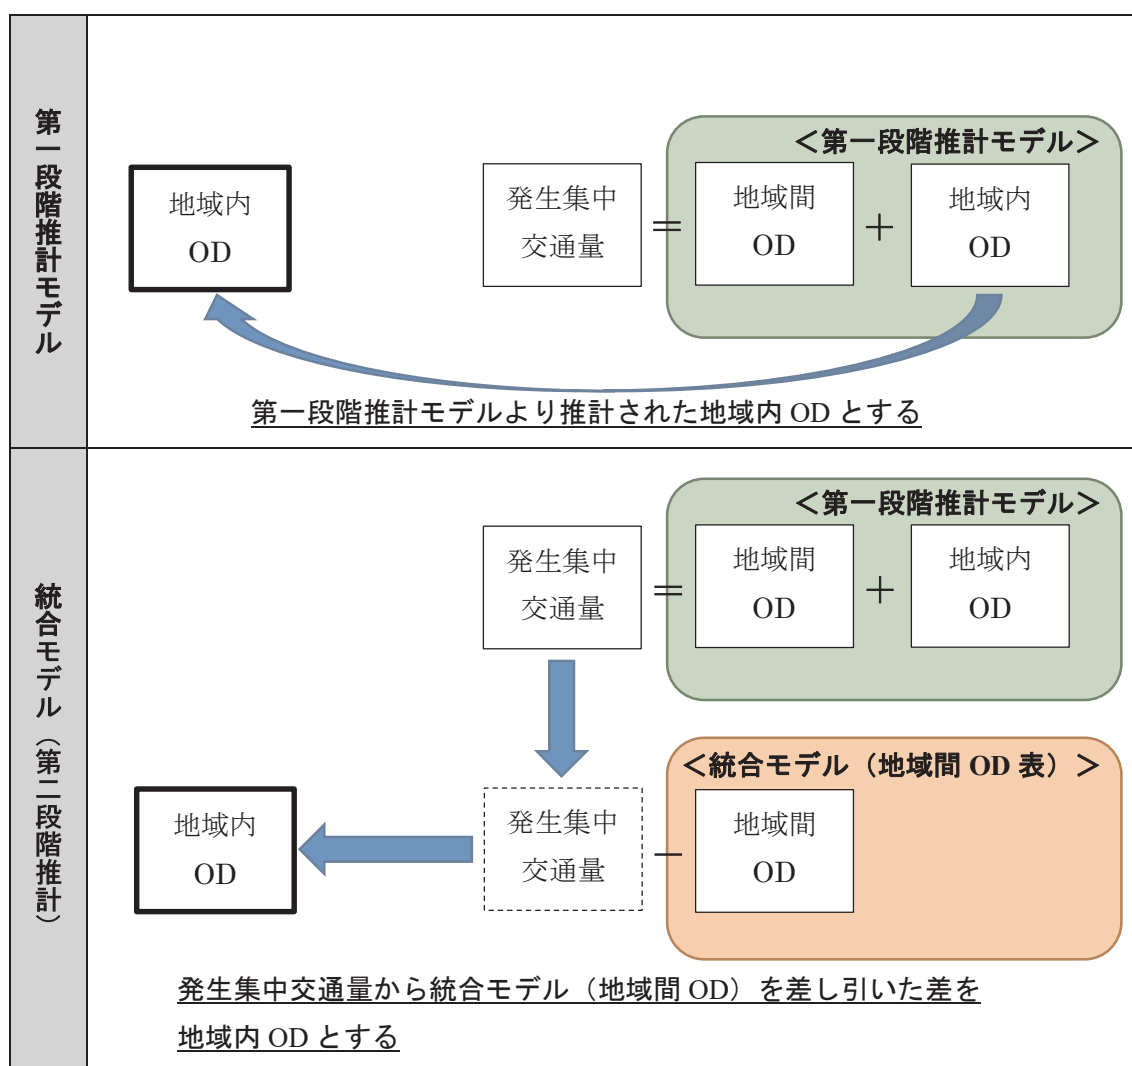 第一段階推計モデル
＜第一段階推計モデル＞
地域内
OD
発生集中
交通量
＝
地域間
OD
＋
地域内
OD
第一段階推計モデルより推計された地域内 OD とする
統合モデル（第二段階推計）
＜第一段階推計モデル＞
発生集中
交通量
＝
地域間
OD
＋
地域内
OD
＜統合モデル（地域間 OD 表）＞
地域内
OD
発生集中
交通量
－
地域間
OD
発生集中交通量から統合モデル（地域間 OD）を差し引いた差を
地域内 OD とする